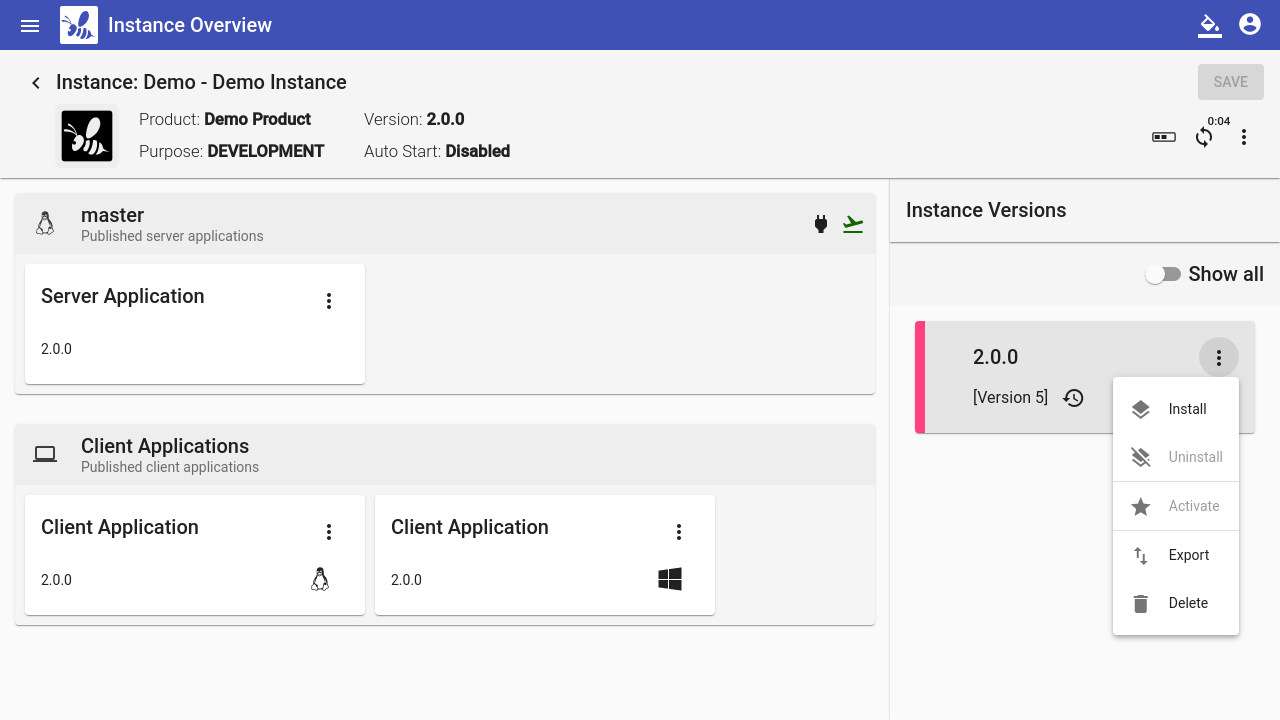 Instance Overview
Instance: Demo - Demo Instance
SAVE
Product: Demo Product
Version: 2.0.0
Purpose: DEVELOPMENT
Auto Start: Disabled
0:04
master
Published server applications
Server Application
2.0.0
Client Applications
Published client applications
Client Application
2.0.0
Client Application
2.0.0
Instance Versions
Show all
2.0.0
[Version 5]
Install
Uninstall
Activate
Export
Delete